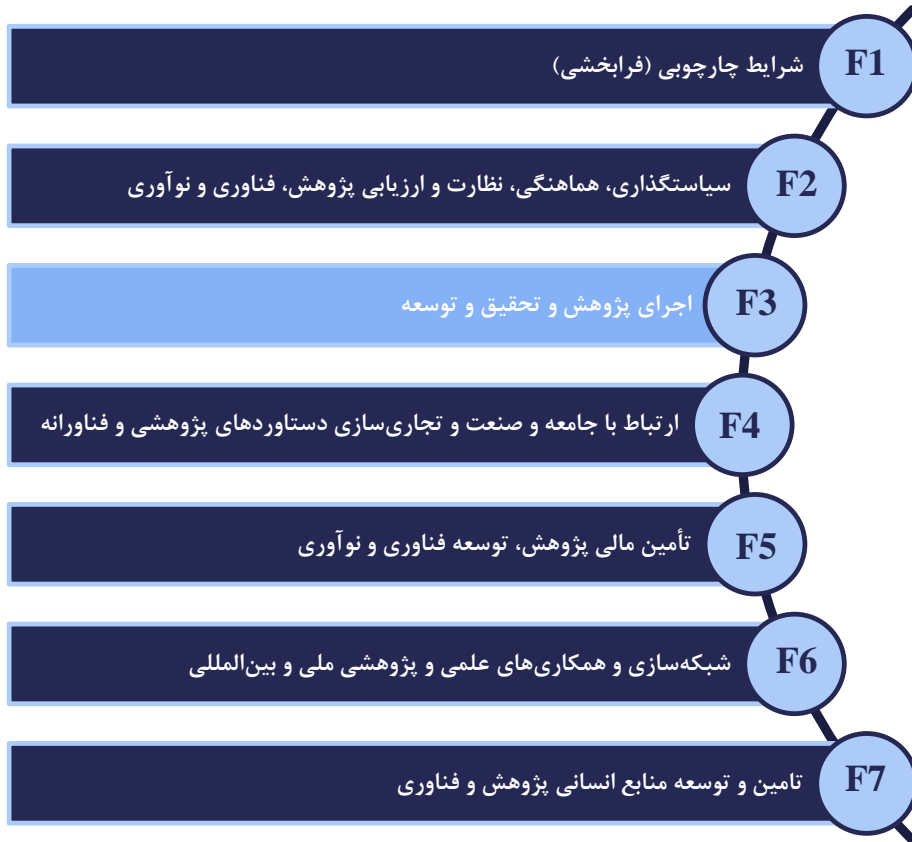 F1
شرایط چارچوبی (فرابخشی)
F2
سیاستگذاری، هماهنگی، نظارت و ارزیابی پژوهش، فناوری و نوآوری
F3
اجرای پژوهش و تحقیق و توسعه
F4
ارتباط با جامعه و صنعت و تجاری‌سازی دستاوردهای پژوهشی و فناورانه
F5
تأمین مالی پژوهش، توسعه فناوری و نوآوری
F6
شبکه‌سازی و همکاری‌های علمی و پژوهشی ملی و بین‌المللی
F7
تامین و توسعه منابع انسانی پژوهش و فناوری